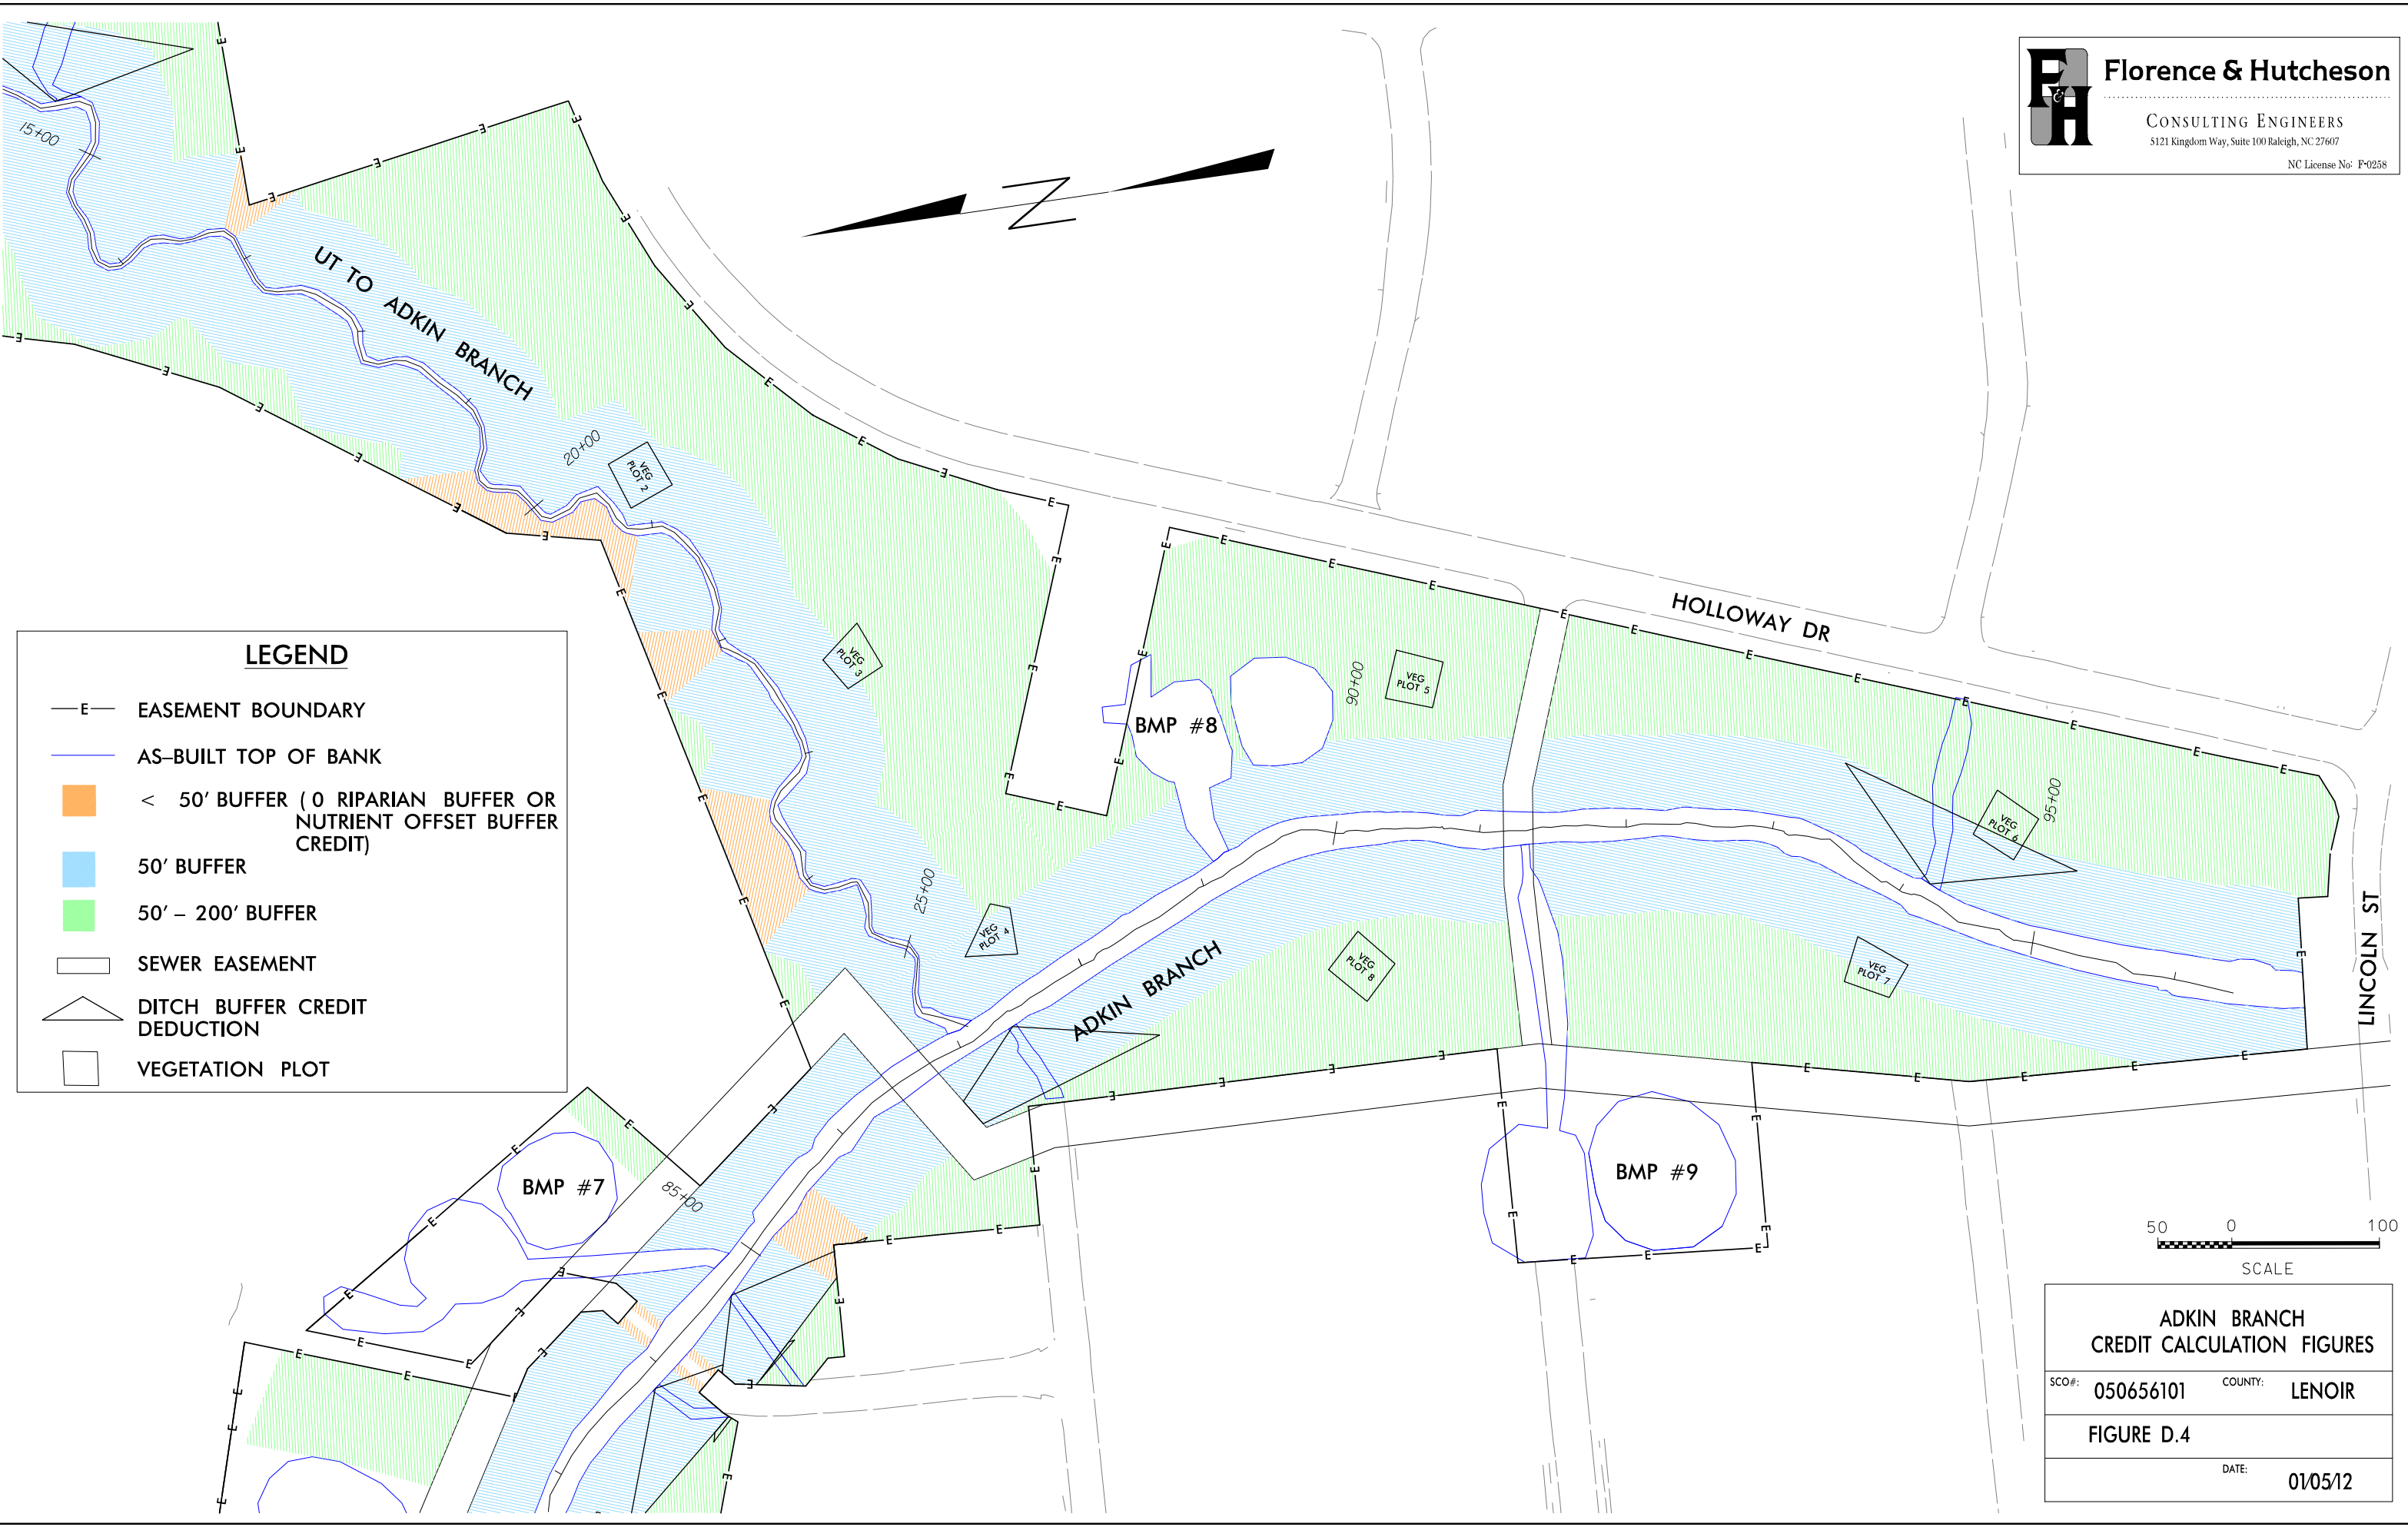 Florence & Hutcheson
CONSULTING ENGINEERS
5121 Kingdom Way, Suite 100 Raleigh, NC 27607
NC License No: F-0258
F&H
N
15+00
UT TO ADKIN BRANCH
20+00
VEG
PLOT 2
VEG
PLOT 3
25+00
VEG
PLOT 4
HOLLOWAY DR
BMP #8
90+00
VEG
PLOT 5
VEG
PLOT 6
95+00
LINCOLN ST
ADKIN BRANCH
VEG
PLOT 8
VEG
PLOT 7
BMP #7
85+00
BMP #9
LEGEND
E EASEMENT BOUNDARY
AS-BUILT TOP OF BANK
< 50' BUFFER (0 RIPARIAN BUFFER OR
NUTRIENT OFFSET BUFFER
CREDIT)
50' BUFFER
50' – 200' BUFFER
SEWER EASEMENT
DITCH BUFFER CREDIT
DEDUCTION
VEGETATION PLOT
50 0 100
SCALE
ADKIN BRANCH
CREDIT CALCULATION FIGURES
SCO#: 050656101 COUNTY: LENOIR
FIGURE D.4
DATE: 01/05/12